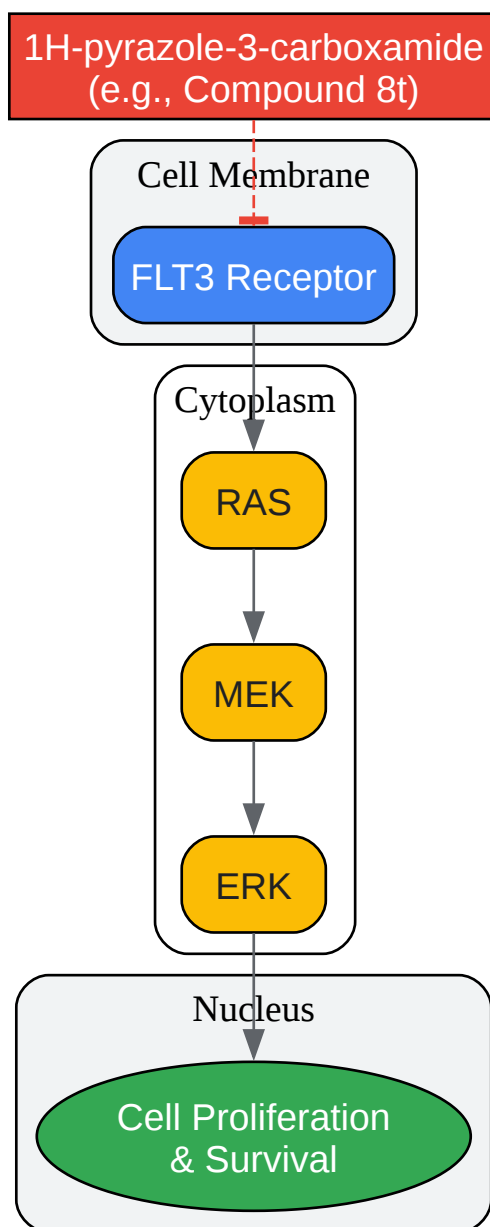 1H-pyrazole-3-carboxamide
(e.g., Compound 8t)
Cell Membrane
FLT3 Receptor
Cytoplasm
RAS
MEK
ERK
Nucleus
Cell Proliferation
& Survival